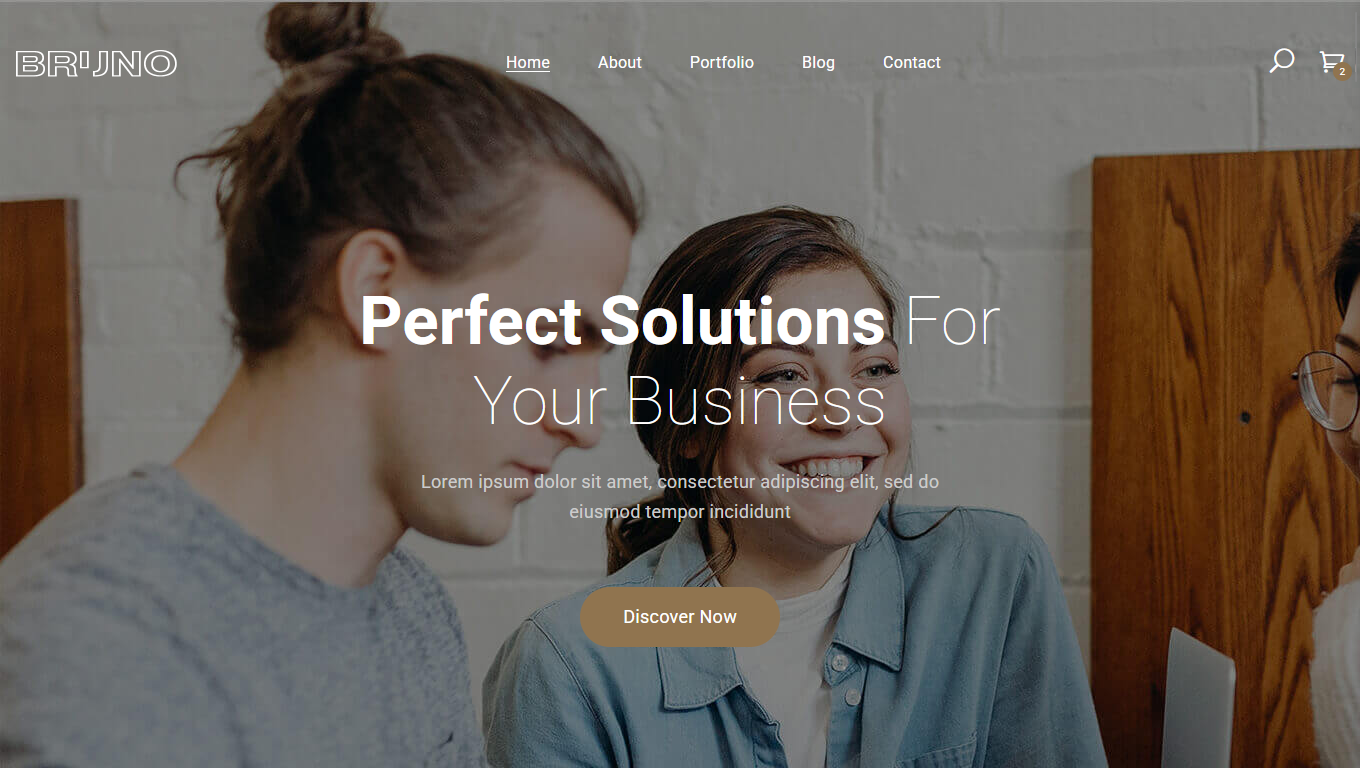 BRUNO
Home About Portfolio Blog Contact
2
Perfect Solutions For
Your Business
Lorem ipsum dolor sit amet, consectetur adipiscing elit, sed do
eiusmod tempor incididunt
Discover Now